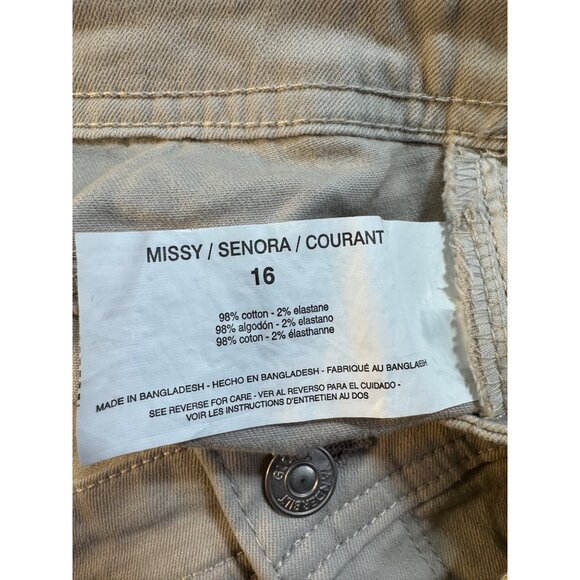 MISSY / SENORA / COURANT
16
98% cotton - 2% elastane
98% algodón - 2% elastano
98% coton - 2% élasthanne
MADE IN BANGLADESH - HECHO EN BANGLADESH - FABRIQUÉ AU BANGLAESH
SEE REVERSE FOR CARE - VER AL REVERSO PARA EL CUIDADO -
VOIR LES INSTRUCTIONS D'ENTRETIEN AU DOS